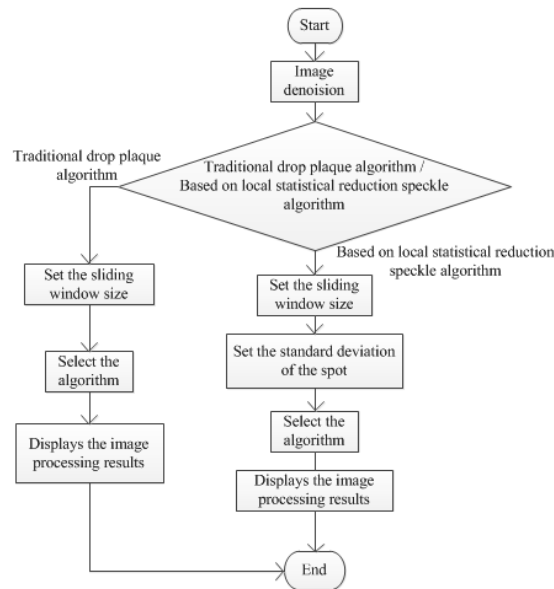 Start
Image
denoision
Traditional drop plaque algorithm /
Based on local statistical reduction speckle
algorithm
Traditional drop plaque
algorithm
Set the sliding
window size
Select the
algorithm
Displays the image
processing results
Based on local statistical reduction
speckle algorithm
Set the sliding
window size
Set the standard deviation
of the spot
Select the
algorithm
Displays the image
processing results
End